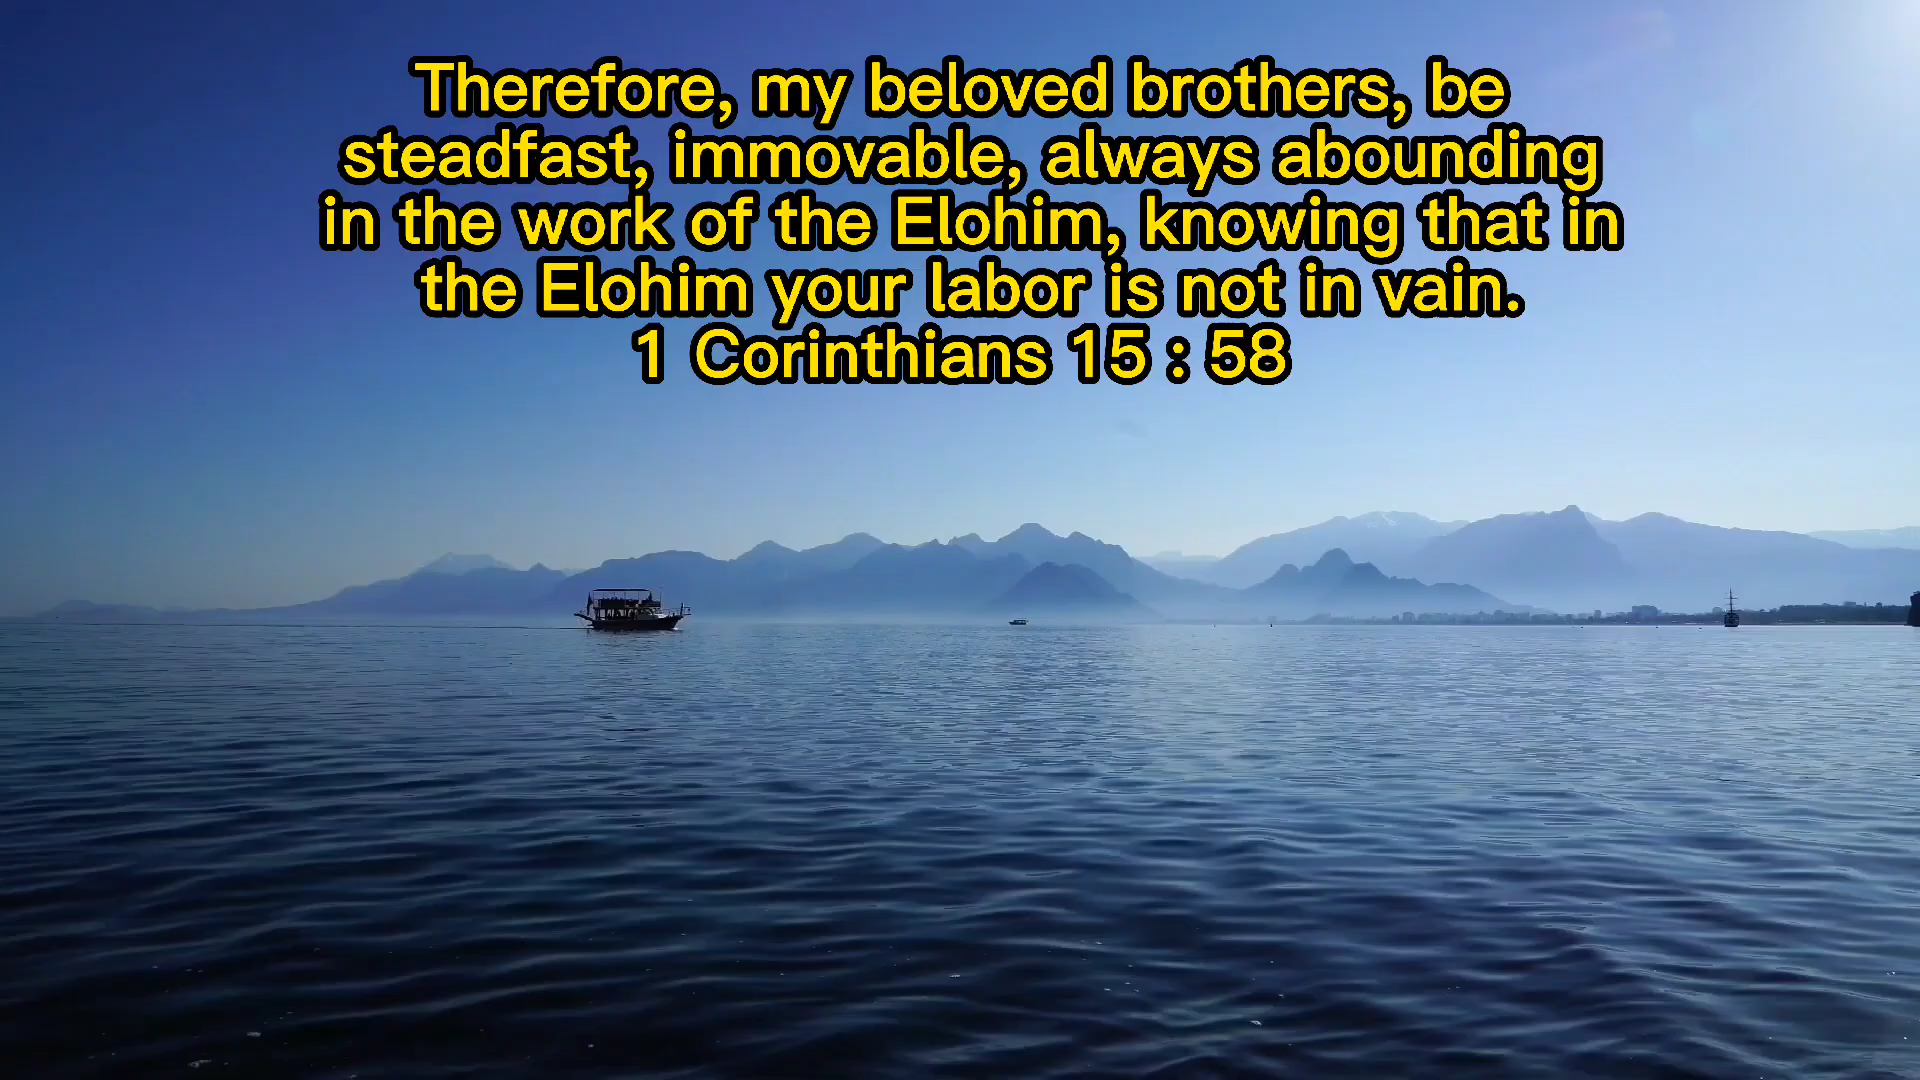 Therefore, my beloved brothers, be
steadfast, immovable, always abounding
in the work of the Elohim, knowing that in
the Elohim your labor is not in vain.
1 Corinthians 15 : 58